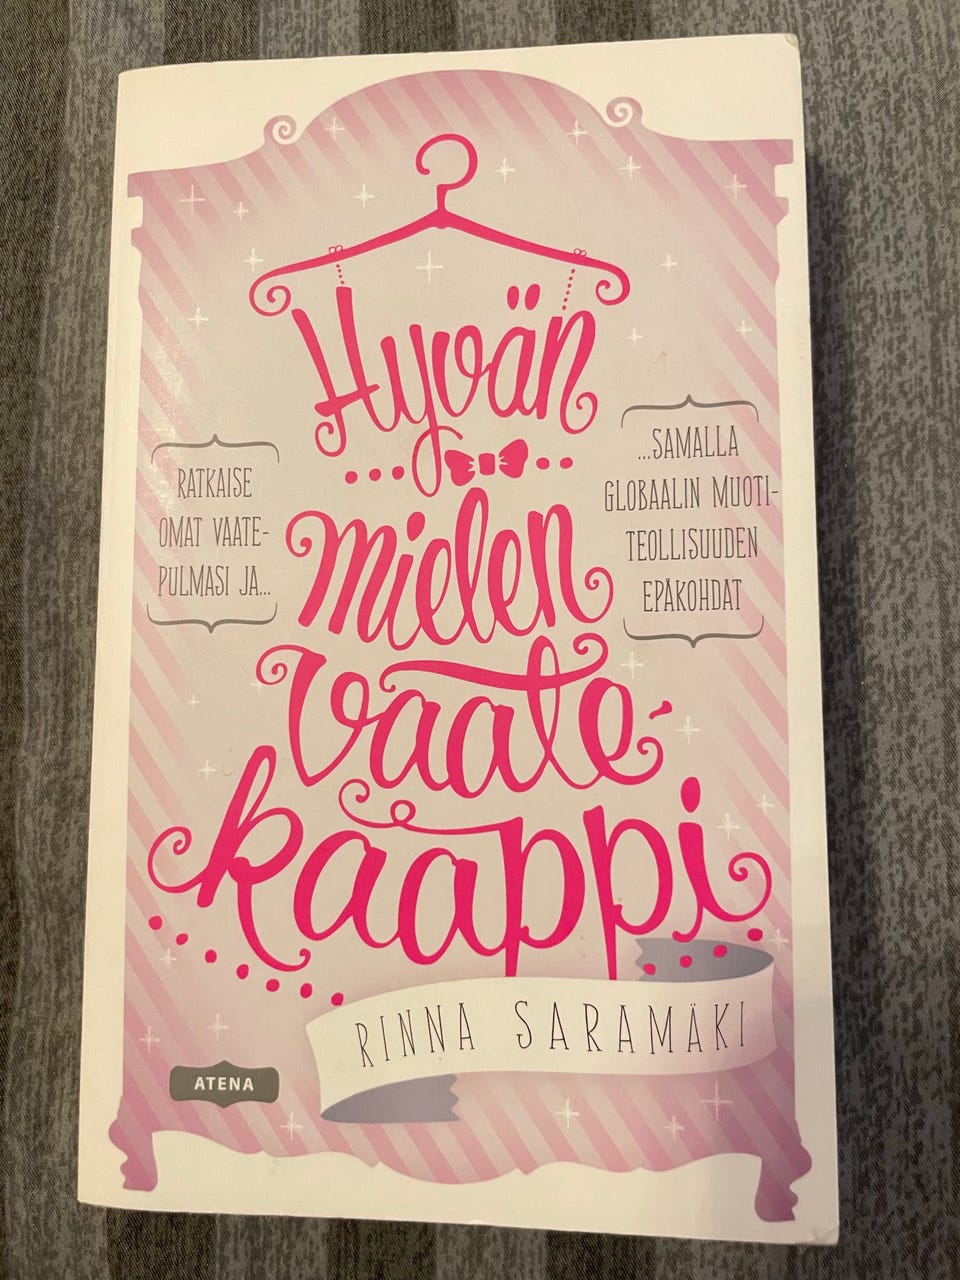 Hyvän
mielen
vaate-
kaappi
RATKAISE
OMAT VAATE-
PULMASI JA...
...SAMALLA
GLOBAALIN MUOTI-
TEOLLISUUDEN
EPÄKOHDAT
RINNA SARAMÄKI
ATENA